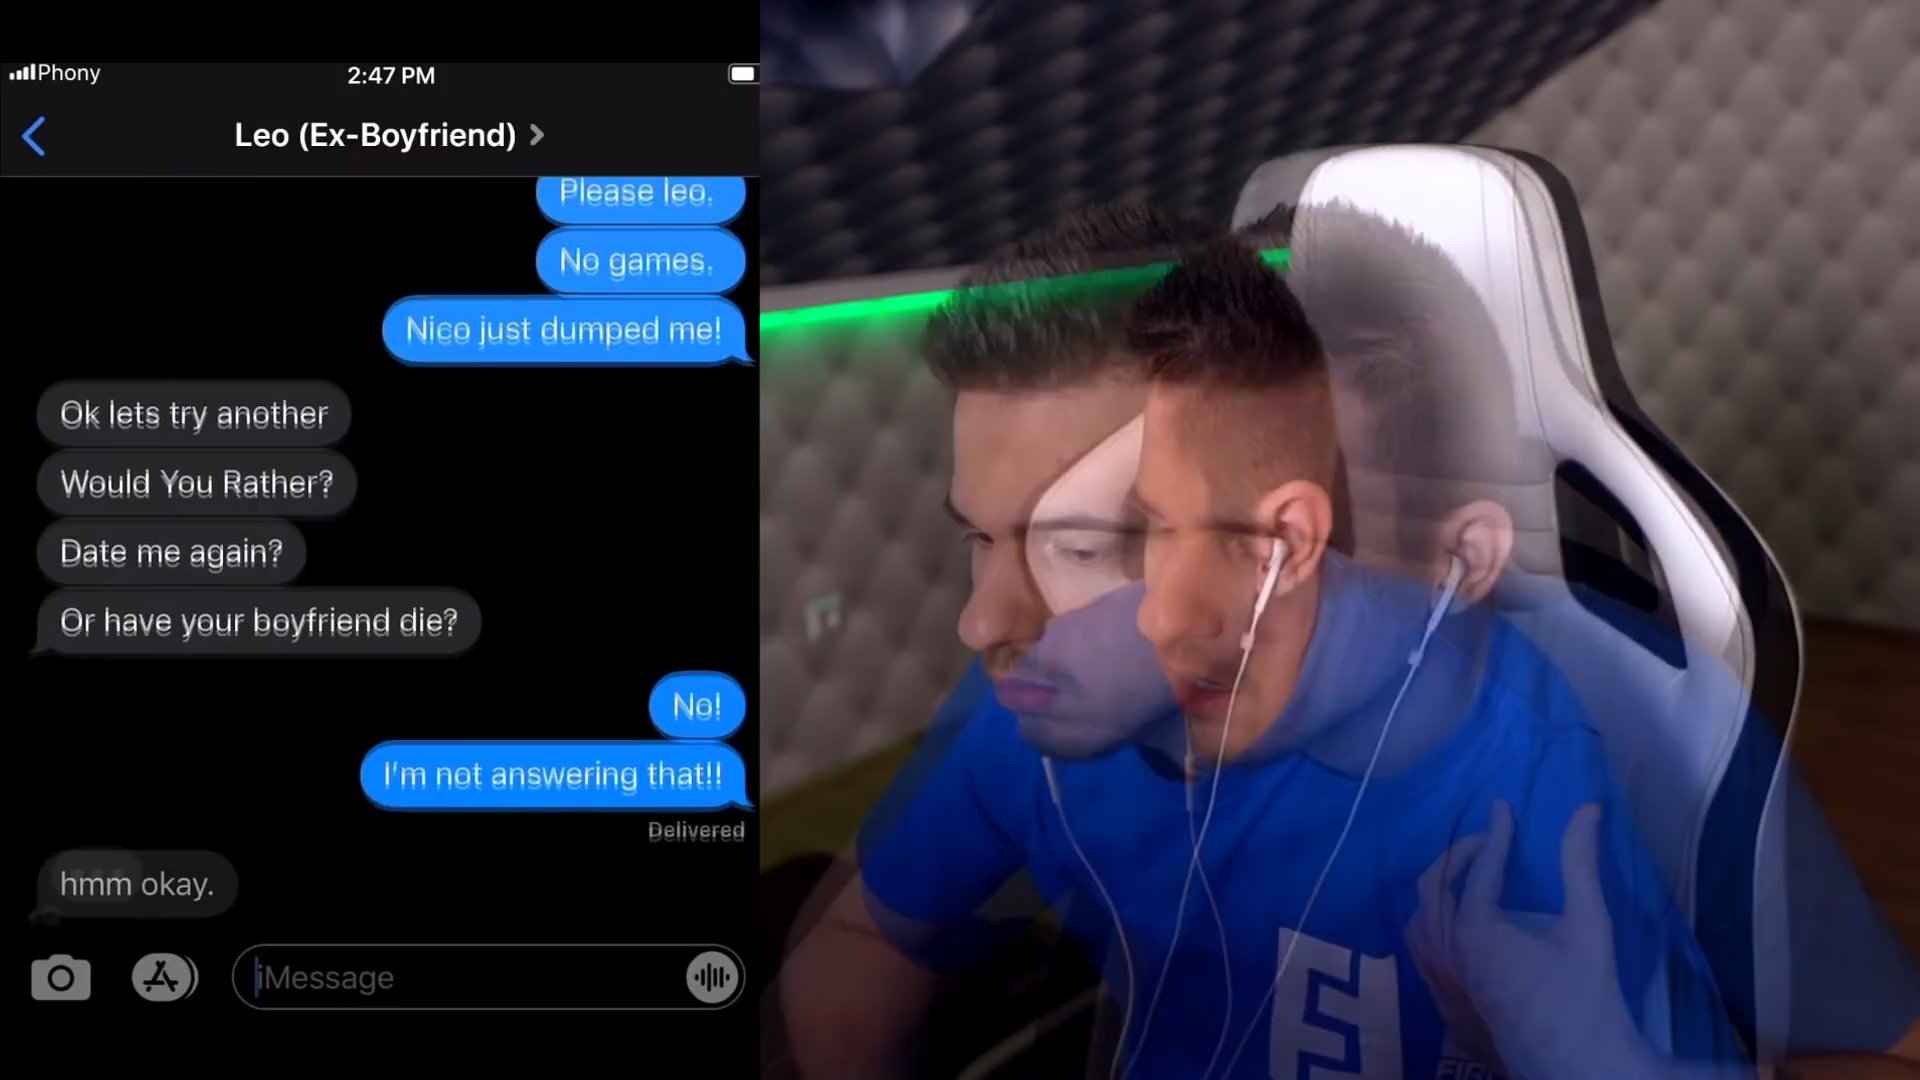 Phony
2:47 PM
Leo (Ex-Boyfriend)
Please leo.
No games.
Nico just dumped me!
Ok lets try another
Would You Rather?
Date me again?
Or have your boyfriend die?
No!
I'm not answering that!!
Delivered
hmm okay.
iMessage